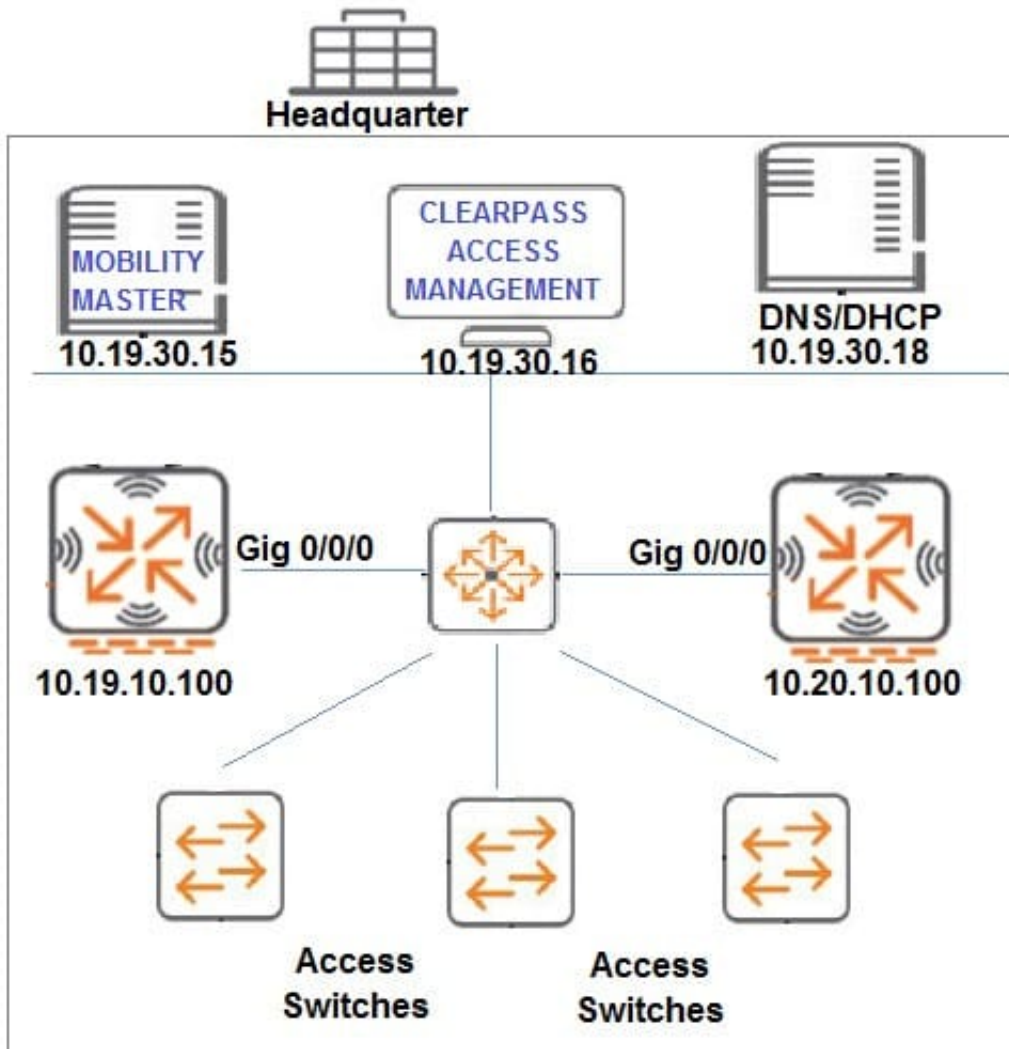 Headquarter
MOBILITY
MASTER
10.19.30.15
CLEARPASS
ACCESS
MANAGEMENT
10.19.30.16
DNS/DHCP
10.19.30.18
Gig 0/0/0
Gig 0/0/0
10.19.10.100
10.20.10.100
Access
Switches
Access
Switches